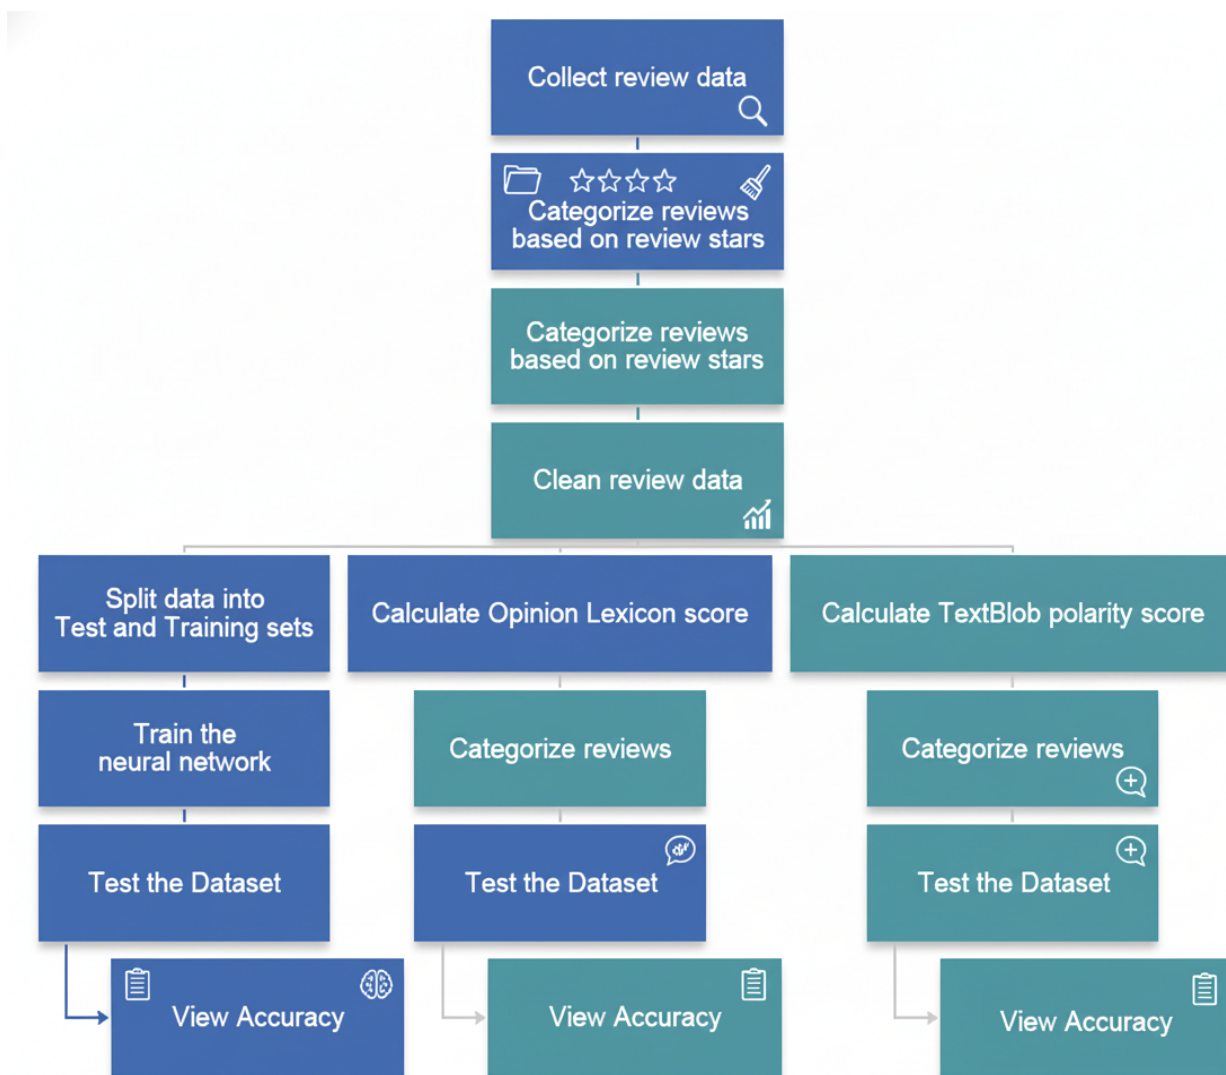 Collect review data
Categorize reviews
based on review stars
Categorize reviews
based on review stars
Clean review data
Split data into
Test and Training sets
Calculate Opinion Lexicon score
Calculate TextBlob polarity score
Train the
neural network
Categorize reviews
Categorize reviews
Test the Dataset
Test the Dataset
Test the Dataset
View Accuracy
View Accuracy
View Accuracy